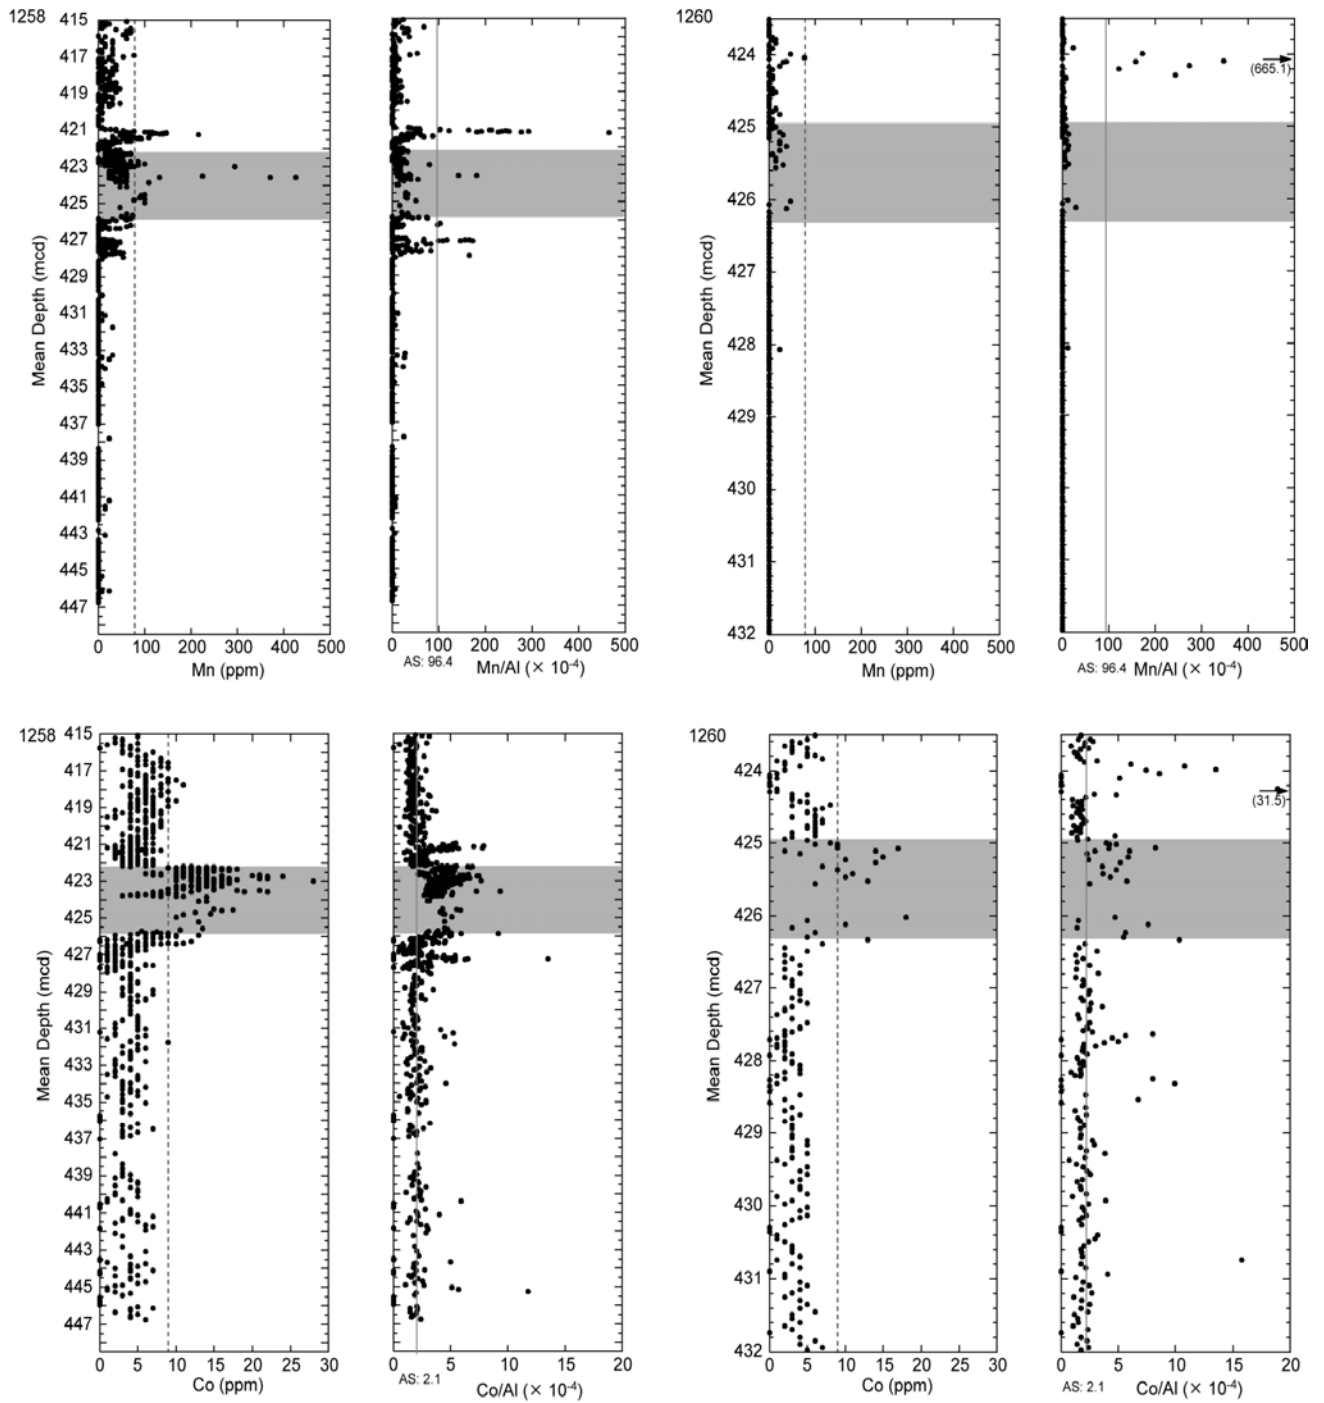 1258
415
417
419
421
423
425
427
429
431
433
435
437
439
441
443
445
447
Mean Depth (mcd)
0 100 200 300 400 500
Mn (ppm)
0 100 200 300 400 500
AS: 96.4 Mn/Al (× 10-4)
1260
424
425
426
427
428
429
430
431
432
Mean Depth (mcd)
0 100 200 300 400 500
Mn (ppm)
(665.1)
0 100 200 300 400 500
AS: 96.4 Mn/Al (× 10-4)
1258
415
417
419
421
423
425
427
429
431
433
435
437
439
441
443
445
447
Mean Depth (mcd)
0 5 10 15 20 25 30
Co (ppm)
0 5 10 15 20
AS: 2.1 Co/Al (× 10-4)
1260
424
425
426
427
428
429
430
431
432
Mean Depth (mcd)
0 5 10 15 20 25 30
Co (ppm)
(31.5)
0 5 10 15 20
AS: 2.1 Co/Al (× 10-4)